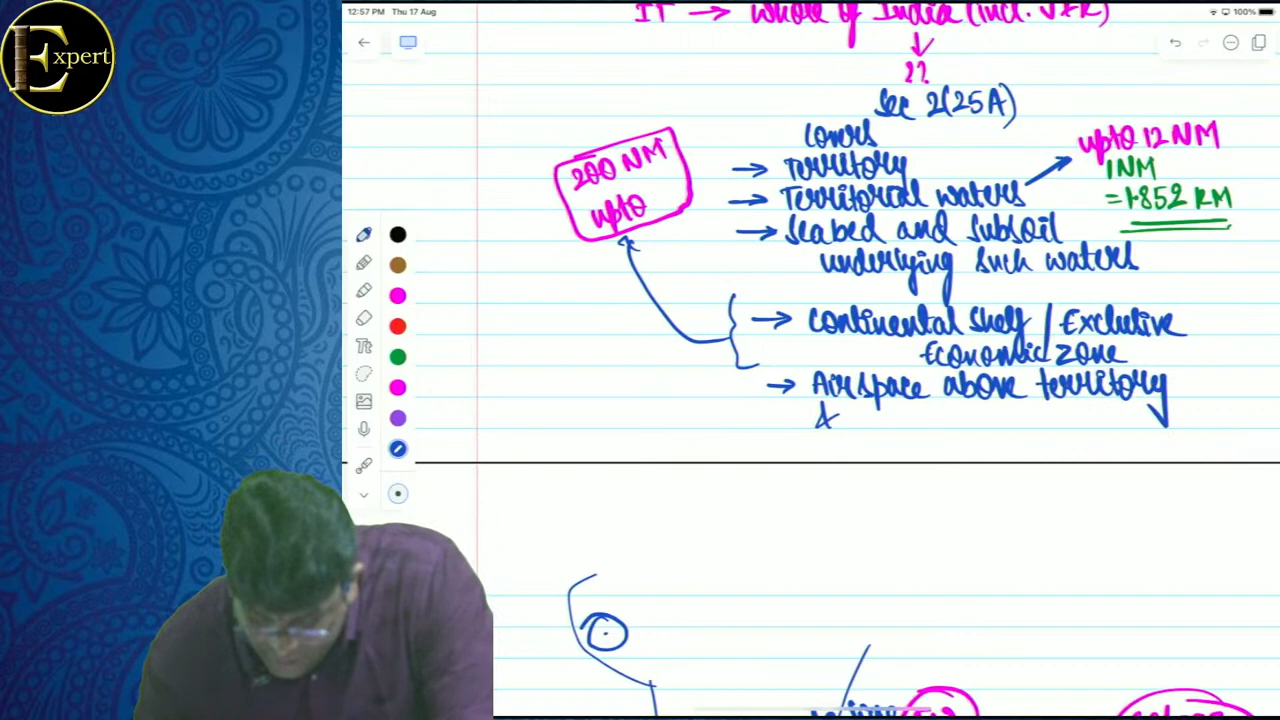 12:57 PM Thu 17 Aug
100%
Expert
IT → Whole of India (incl. J&K)
↓
??
Sec 2(25A)
Covers
→ Territory
→ Territorial waters
→ Seabed and subsoil
underlying such waters
→ Continental shelf / Exclusive
Economic zone
→ Airspace above territory
&
upto 12 NM
1 NM
= 1.852 KM
200 NM
upto
Tt